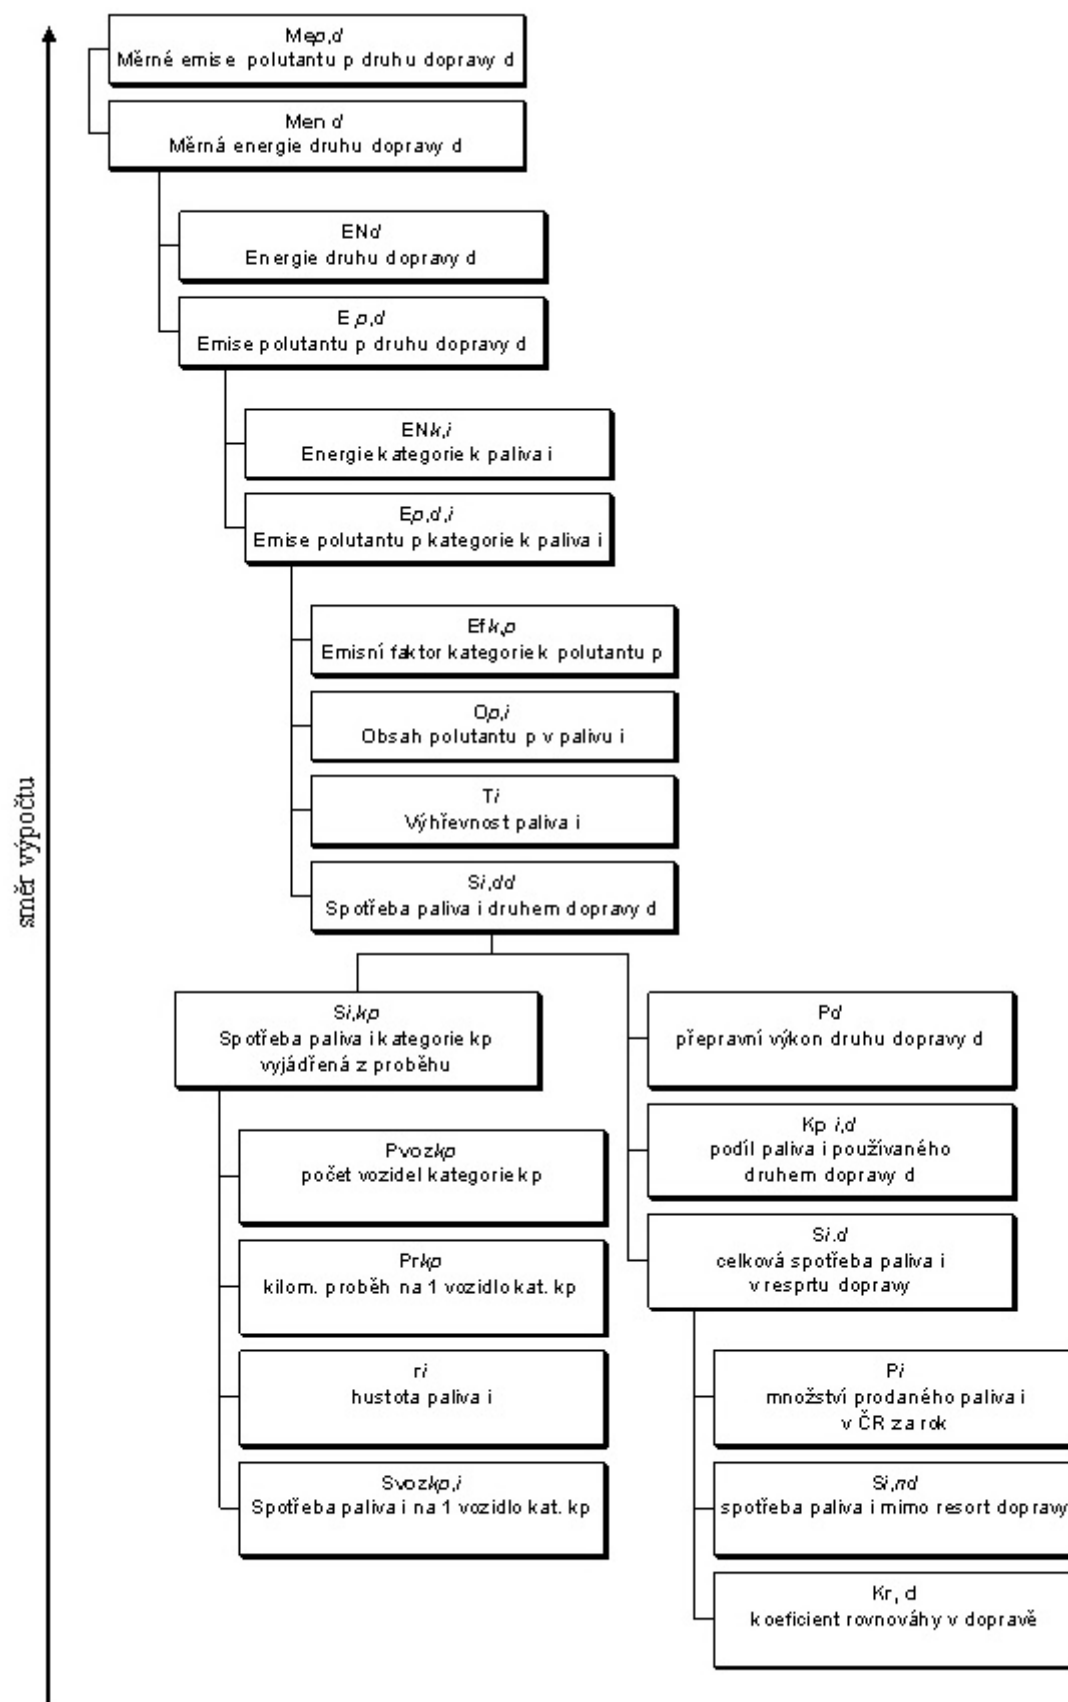 Mep,d
Měrné emise polutantu p druhu dopravy d
Men d
Měrná energie druhu dopravy d
ENd
Energie druhu dopravy d
E,p,d
Emise polutantu p druhu dopravy d
ENk,i
Energie kategorie k paliva i
Ep,d,i
Emise polutantu p kategorie k paliva i
Efk,p
Emisní faktor kategorie k polutantu p
Op,i
Obsah polutantu p v palivu i
Ti
Výhřevnost paliva i
Si,dd
Spotřeba paliva i druhem dopravy d
směr výpočtu
Si,kp
Spotřeba paliva i kategorie kp
vyjádřená z proběhu
Pvozkp
počet vozidel kategorie kp
Prkp
kilom. proběh na 1 vozidlo kat. kp
ri
hustota paliva i
Svozkp,i
Spotřeba paliva i na 1 vozidlo kat. kp
Pd
přepravní výkon druhu dopravy d
Kp i,d
podíl paliva i používaného
druhem dopravy d
Si.d
celková spotřeba paliva i
v resprtu dopravy
Pi
množství prodaného paliva i
v ČR za rok
Si,nd
spotřeba paliva i mimo resort dopravy
Kr, d
koeficient rovnováhy v dopravě